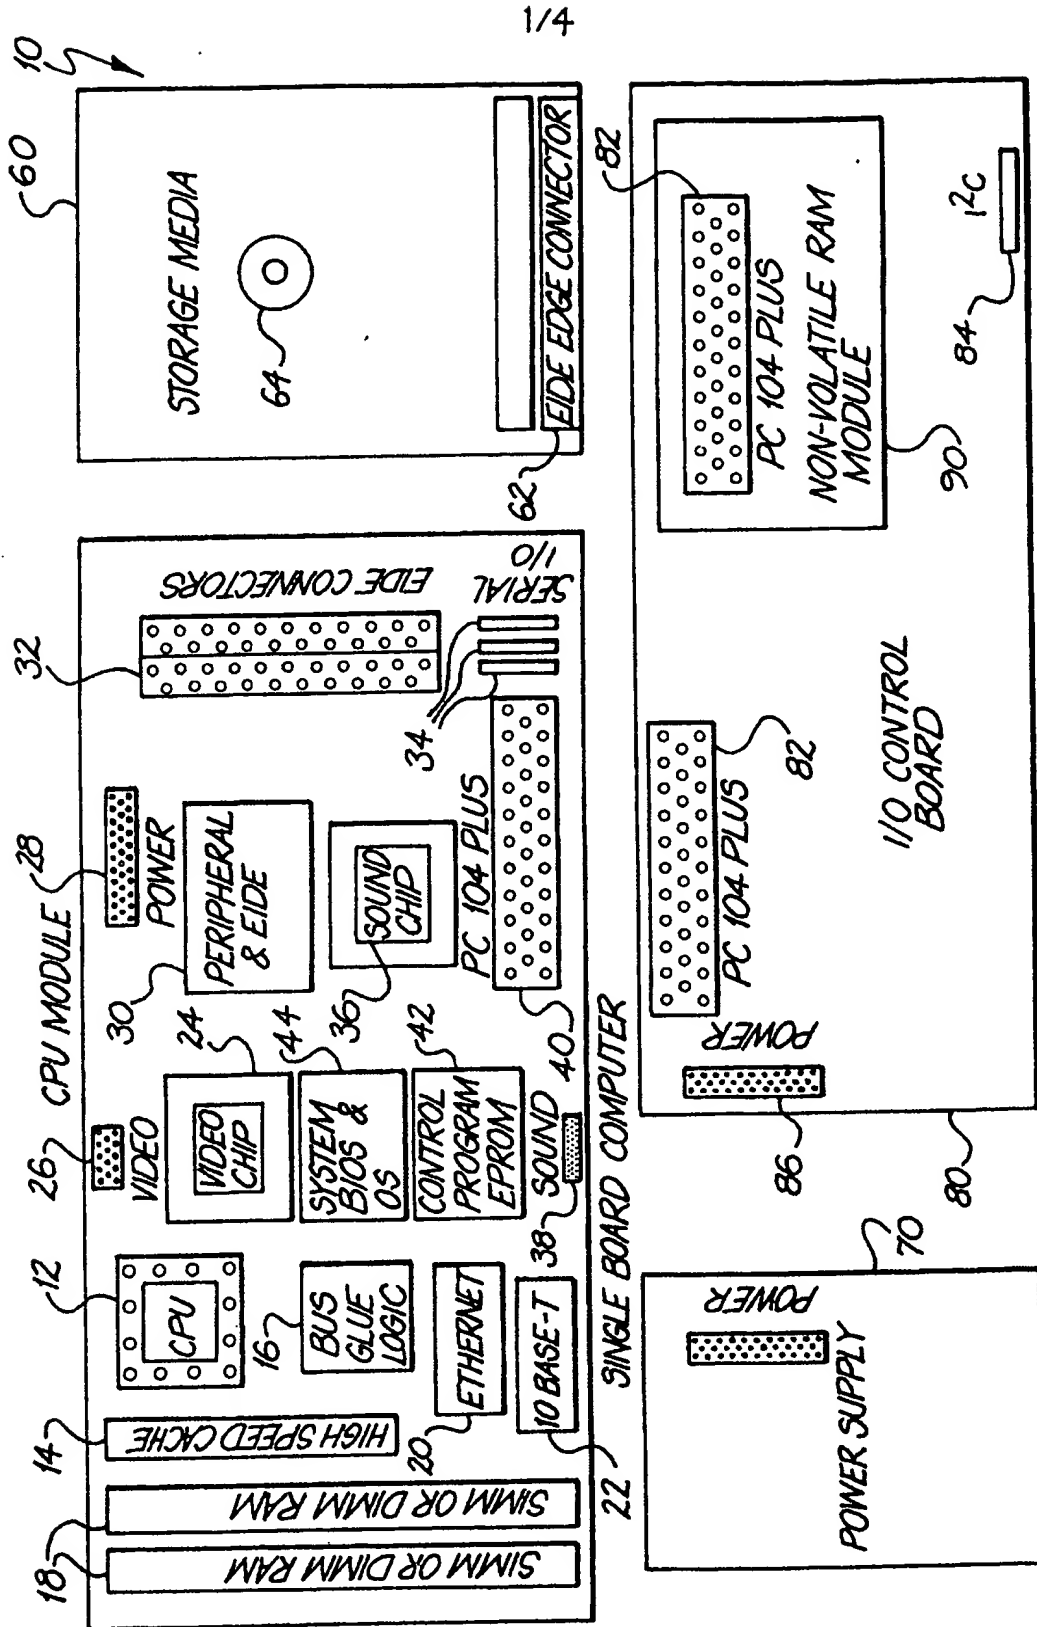 1/4
10
CPU MODULE
18
14
12
26
28
32
60
SIMM OR DIMM RAM
SIMM OR DIMM RAM
HIGH SPEED CACHE
CPU
VIDEO
POWER
EIDE CONNECTORS
STORAGE MEDIA
64
16
BUS
GLUE
LOGIC
24
VIDEO
CHIP
30
PERIPHERAL
& EIDE
44
SYSTEM
BIOS &
OS
36
SOUND
CHIP
20
ETHERNET
42
CONTROL
PROGRAM
EPROM
PC 104 PLUS
34
SERIAL
I/O
62
EIDE EDGE CONNECTOR
10 BASE-T
38
SOUND
40
22
SINGLE BOARD COMPUTER
POWER SUPPLY
POWER
70
86
POWER
PC 104 PLUS
82
PC 104 PLUS
82
NON-VOLATILE RAM
MODULE
I/O CONTROL
BOARD
80
90
84
I2C